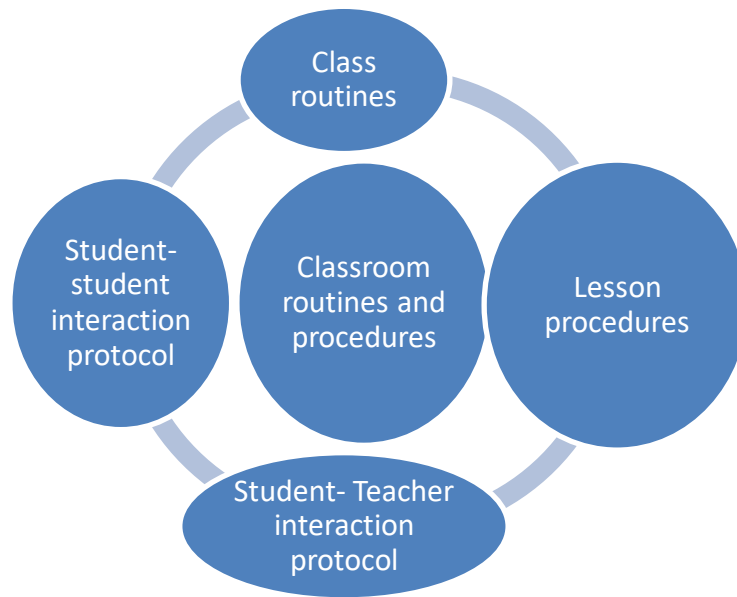 Class
routines
Student-
student
interaction
protocol
Classroom
routines and
procedures
Lesson
procedures
Student- Teacher
interaction
protocol